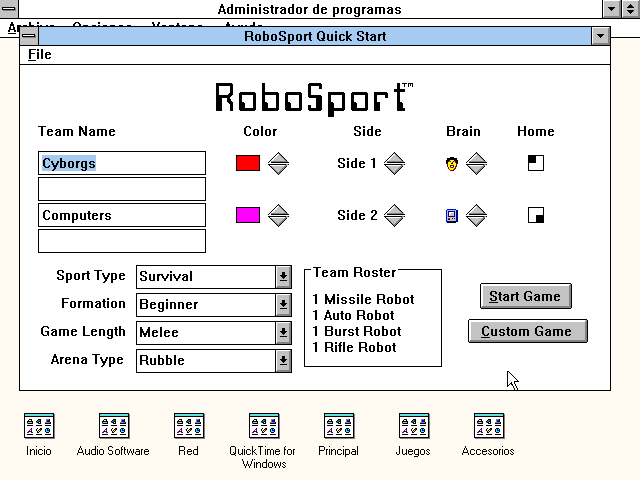 Administrador de programas
Archivo Opciones Ventana Ayuda
RoboSport Quick Start
File
RoboSport™
Team Name Color Side Brain Home
Cyborgs Side 1
Computers Side 2
Sport Type Survival
Formation Beginner
Game Length Melee
Arena Type Rubble
Team Roster
1 Missile Robot
1 Auto Robot
1 Burst Robot
1 Rifle Robot
Start Game
Custom Game
Inicio Audio Software Red QuickTime for Windows Principal Juegos Accesorios